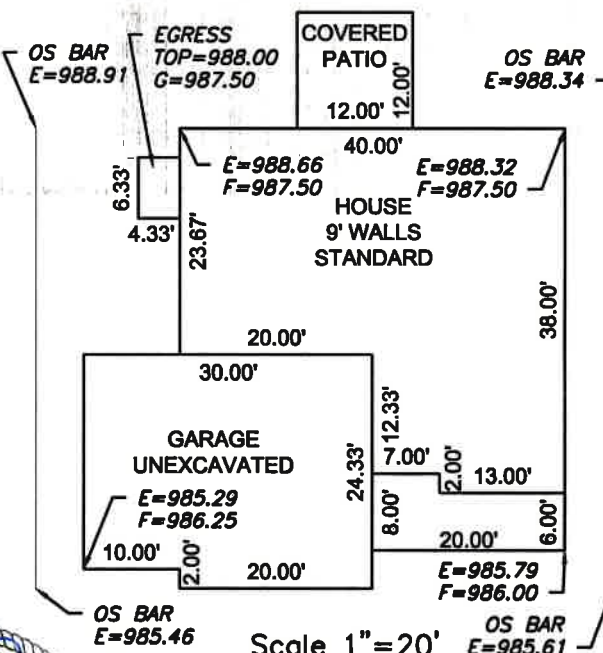 OS BAR
E=988.91
EGRESS
TOP=988.00
G=987.50
COVERED
PATIO
12.00'
12.00'
OS BAR
E=988.34
40.00'
E=988.66
F=987.50
E=988.32
F=987.50
6.33'
4.33'
23.67'
HOUSE
9' WALLS
STANDARD
38.00'
20.00'
30.00'
12.33'
GARAGE
UNEXCAVATED
24.33'
7.00'
2.00'
13.00'
E=985.29
F=986.25
8.00'
6.00'
10.00'
2.00'
20.00'
20.00'
E=985.79
F=986.00
OS BAR
E=985.46
Scale 1"=20'
OS BAR
E=985.61